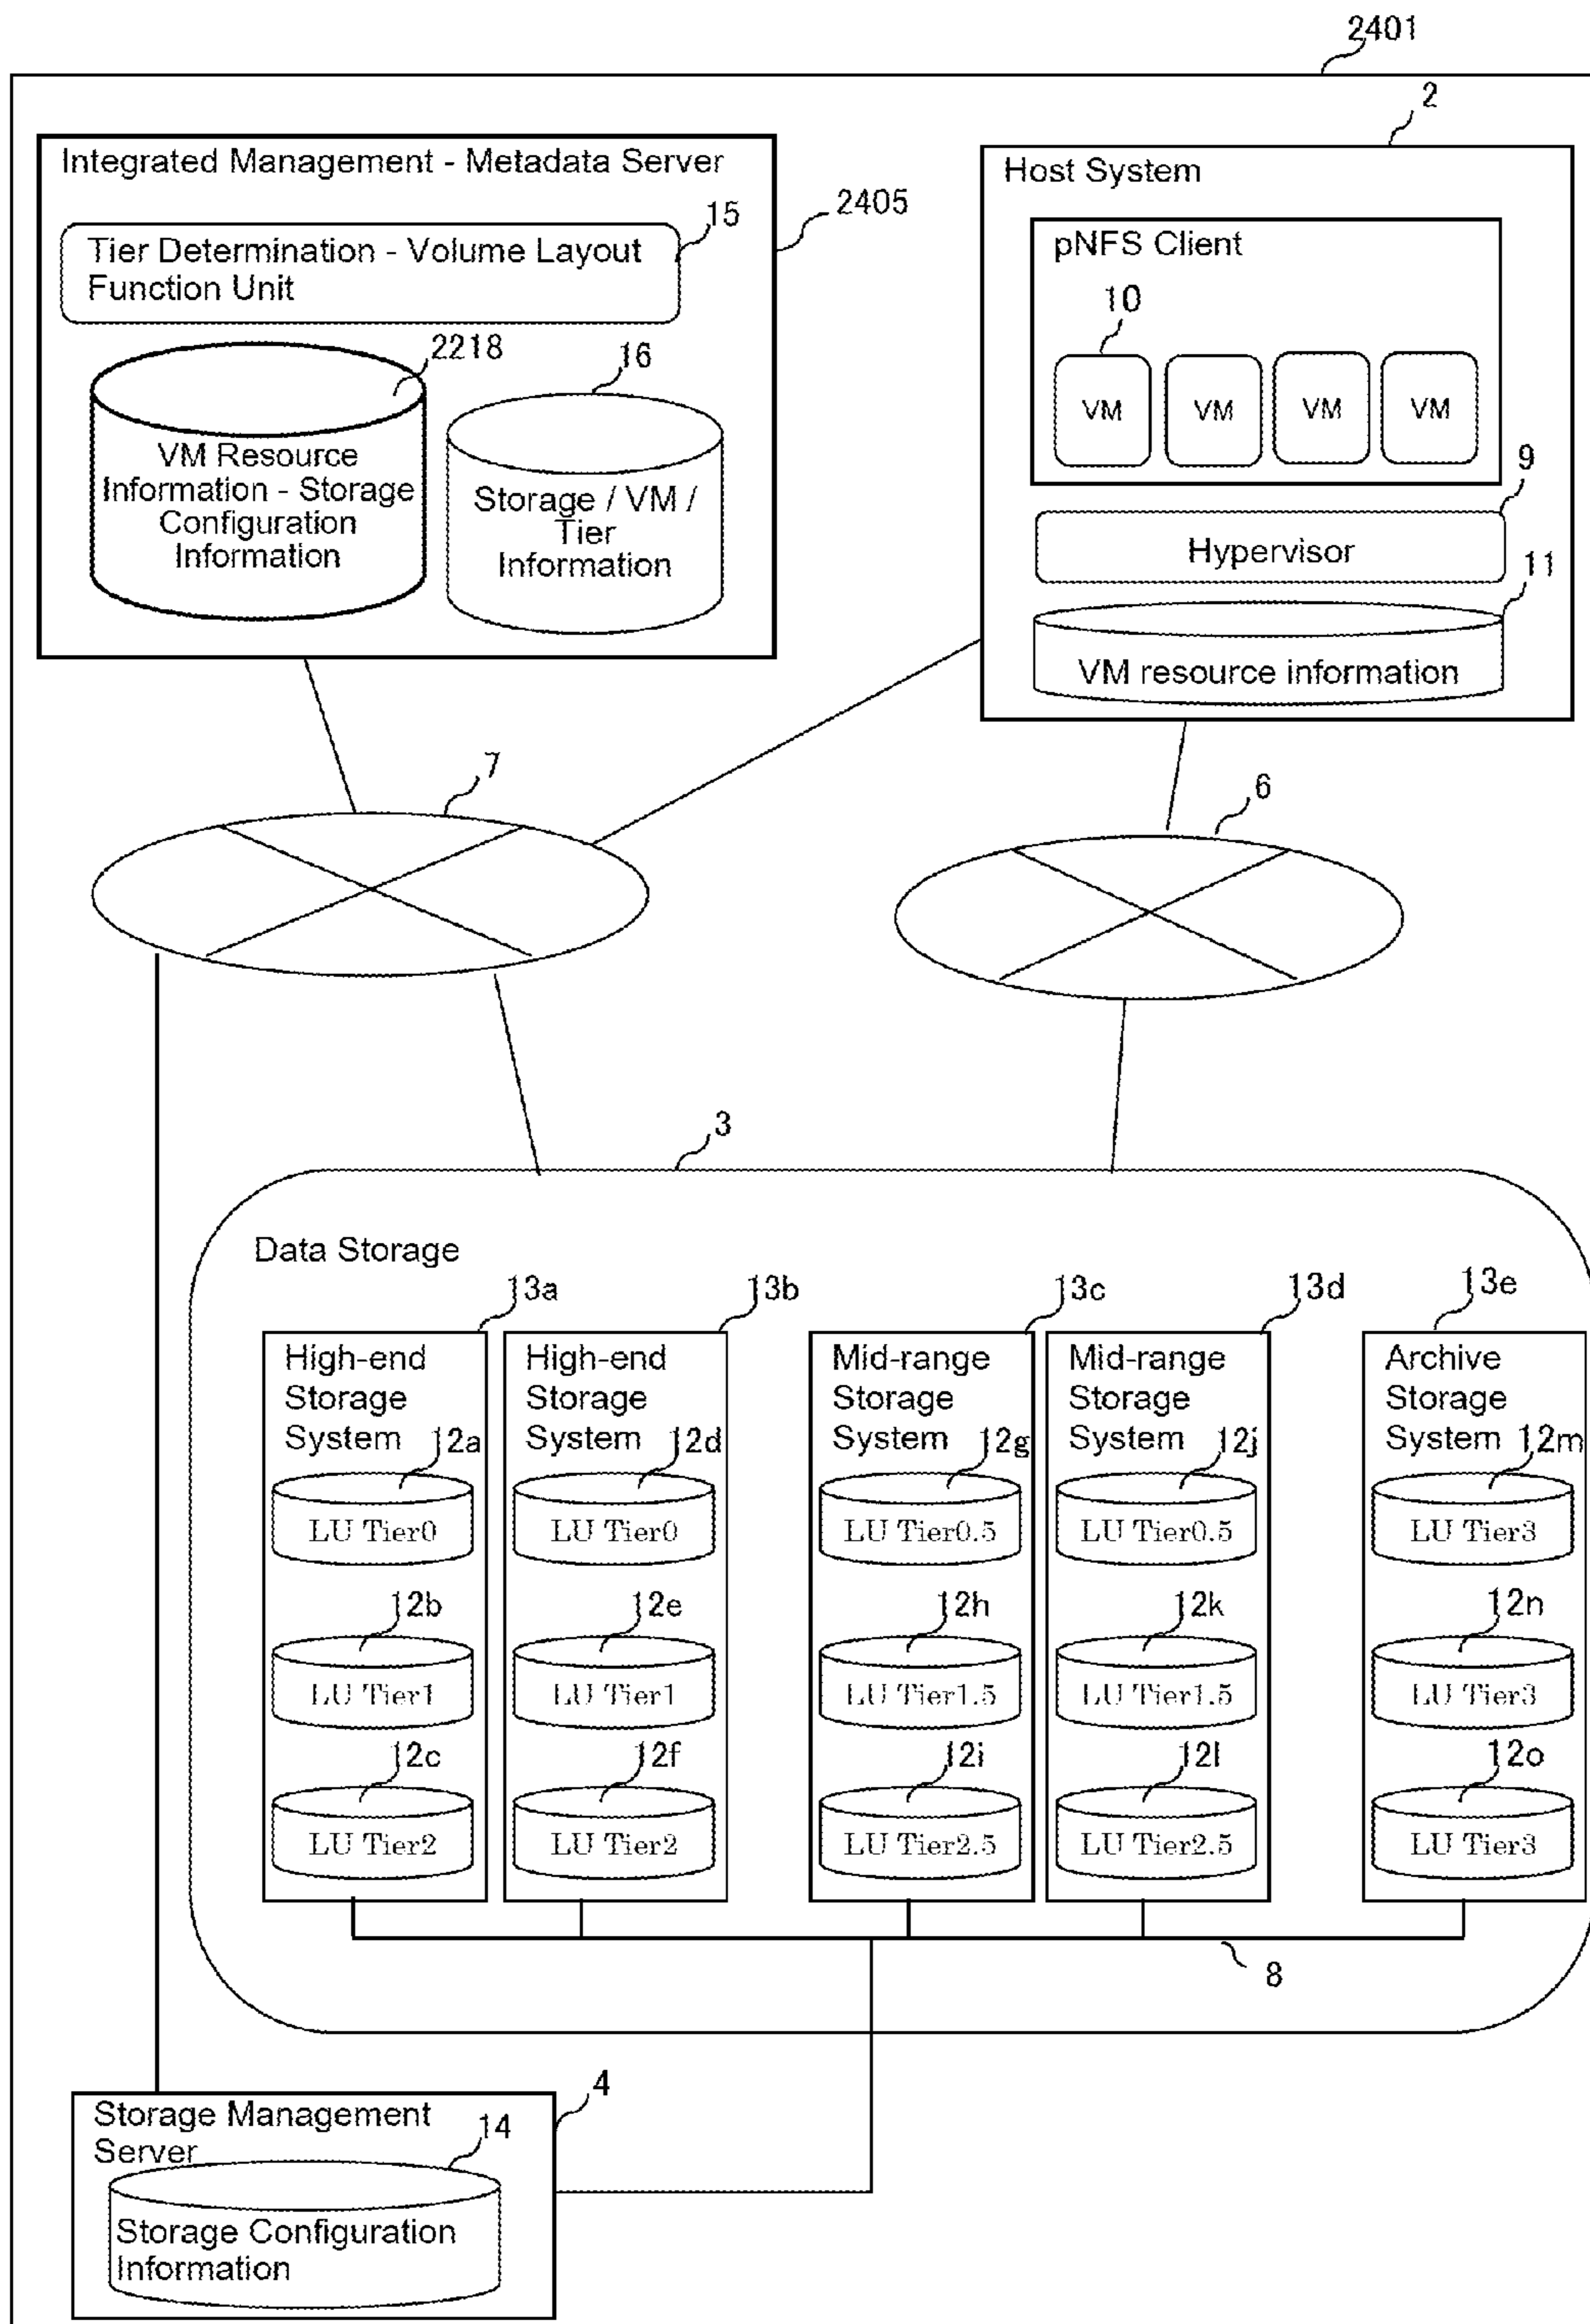 2401
2
Integrated Management - Metadata Server
2405
15
Tier Determination - Volume Layout
Function Unit
2218
16
VM Resource
Information - Storage
Configuration
Information
Storage / VM /
Tier
Information
Host System
pNFS Client
10
VM
VM
VM
VM
9
Hypervisor
11
VM resource information
7
6
3
Data Storage
13a
13b
13c
13d
13e
High-end
Storage
System
12a
LU Tier0
12b
LU Tier1
12c
LU Tier2
High-end
Storage
System
12d
LU Tier0
12e
LU Tier1
12f
LU Tier2
Mid-range
Storage
System
12g
LU Tier0.5
12h
LU Tier1.5
12i
LU Tier2.5
Mid-range
Storage
System
12j
LU Tier0.5
12k
LU Tier1.5
12l
LU Tier2.5
Archive
Storage
System
12m
LU Tier3
12n
LU Tier3
12o
LU Tier3
8
4
Storage Management
Server
14
Storage Configuration
Information